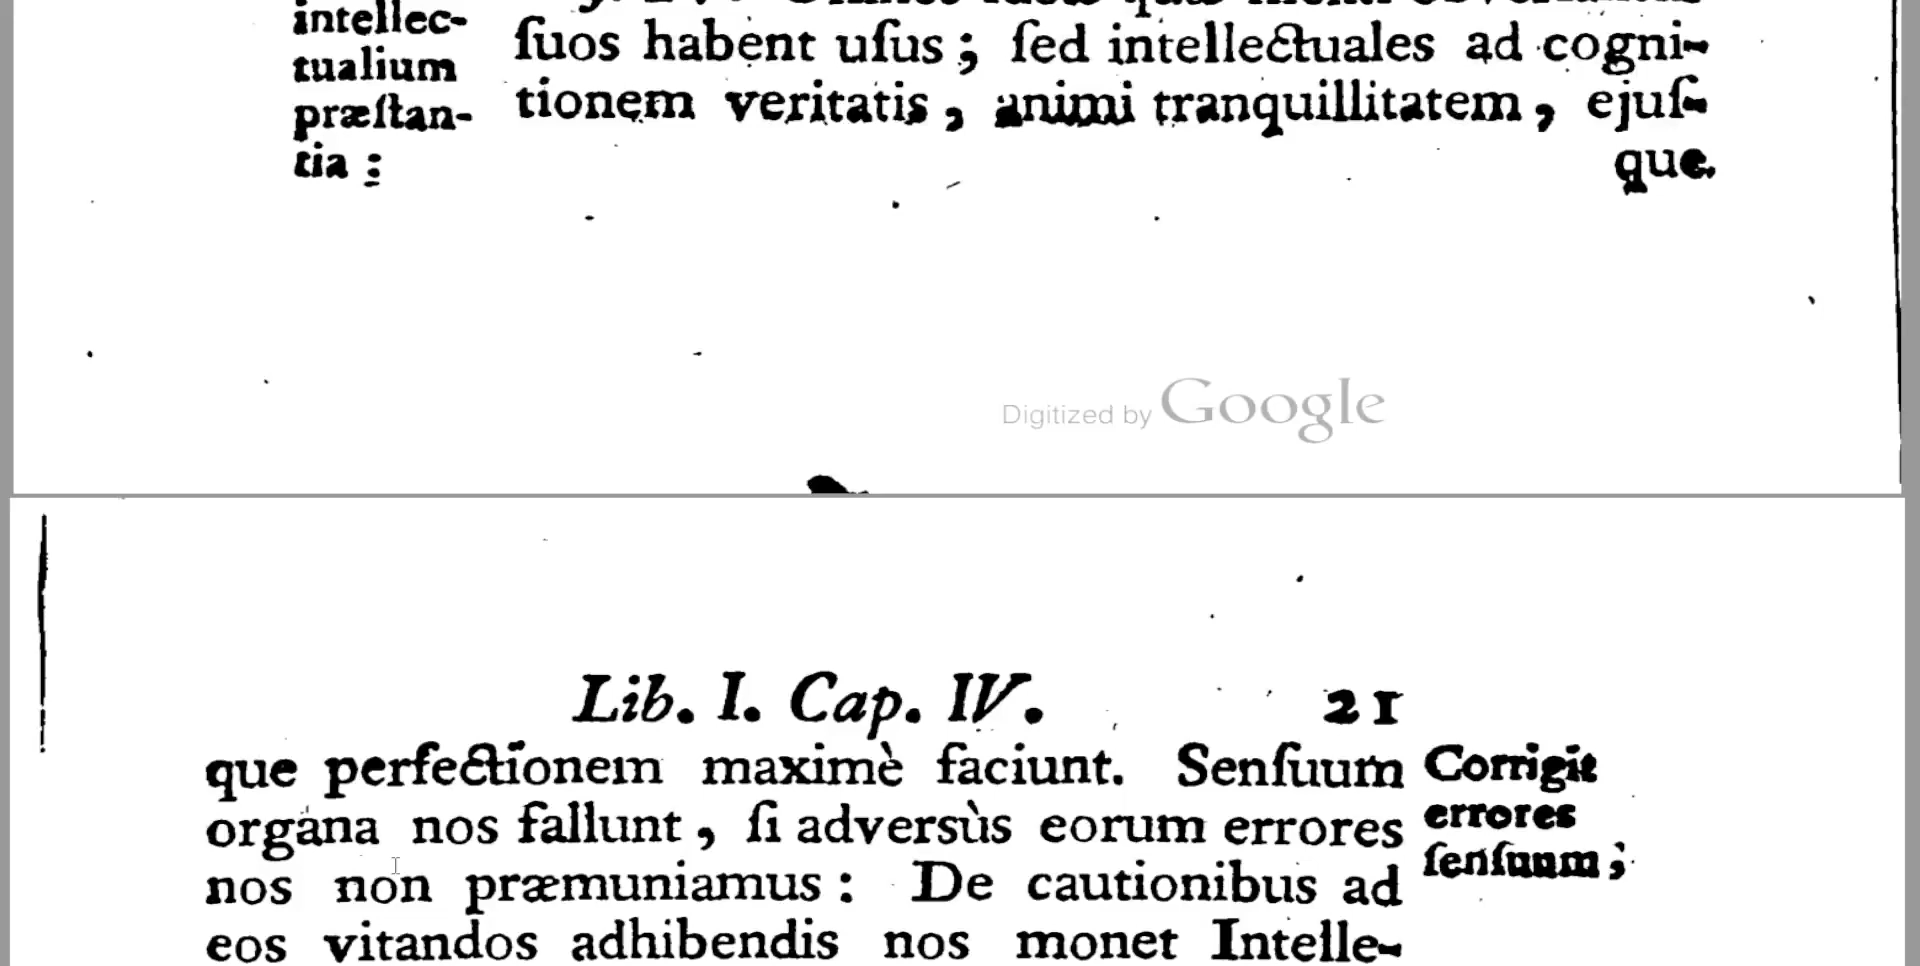 intellec-
tualium
præſtan-
tia :
ſuos habent uſus ; ſed intellectuales ad cogni-
tionem veritatis , animi tranquillitatem , ejuſ-
que
Digitized by Google
Lib. I. Cap. IV. 21
que perfectionem maximè faciunt. Senſuum
organa nos fallunt , ſi adversùs eorum errores
nos non præmuniamus : De cautionibus ad
eos vitandos adhibendis nos monet Intelle-
Corrigit
errores
ſenſuum ;